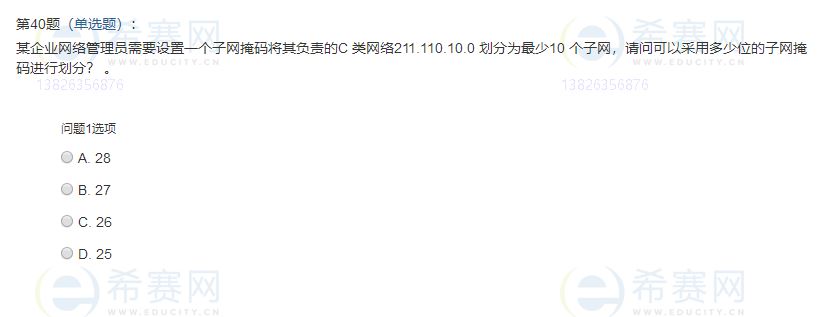 第40题（单选题）：
某企业网络管理员需要设置一个子网掩码将其负责的C 类网络211.110.10.0 划分为最少10 个子网，请问可以采用多少位的子网掩
码进行划分？ 。
希赛网
WWW.EDUCITY.CN
13826356876
希赛网
WWW.EDUCITY.CN
13826356876
问题1选项
A. 28
B. 27
C. 26
D. 25
希赛网
WWW.EDUCITY.CN
希赛网
WWW.EDUCITY.CN